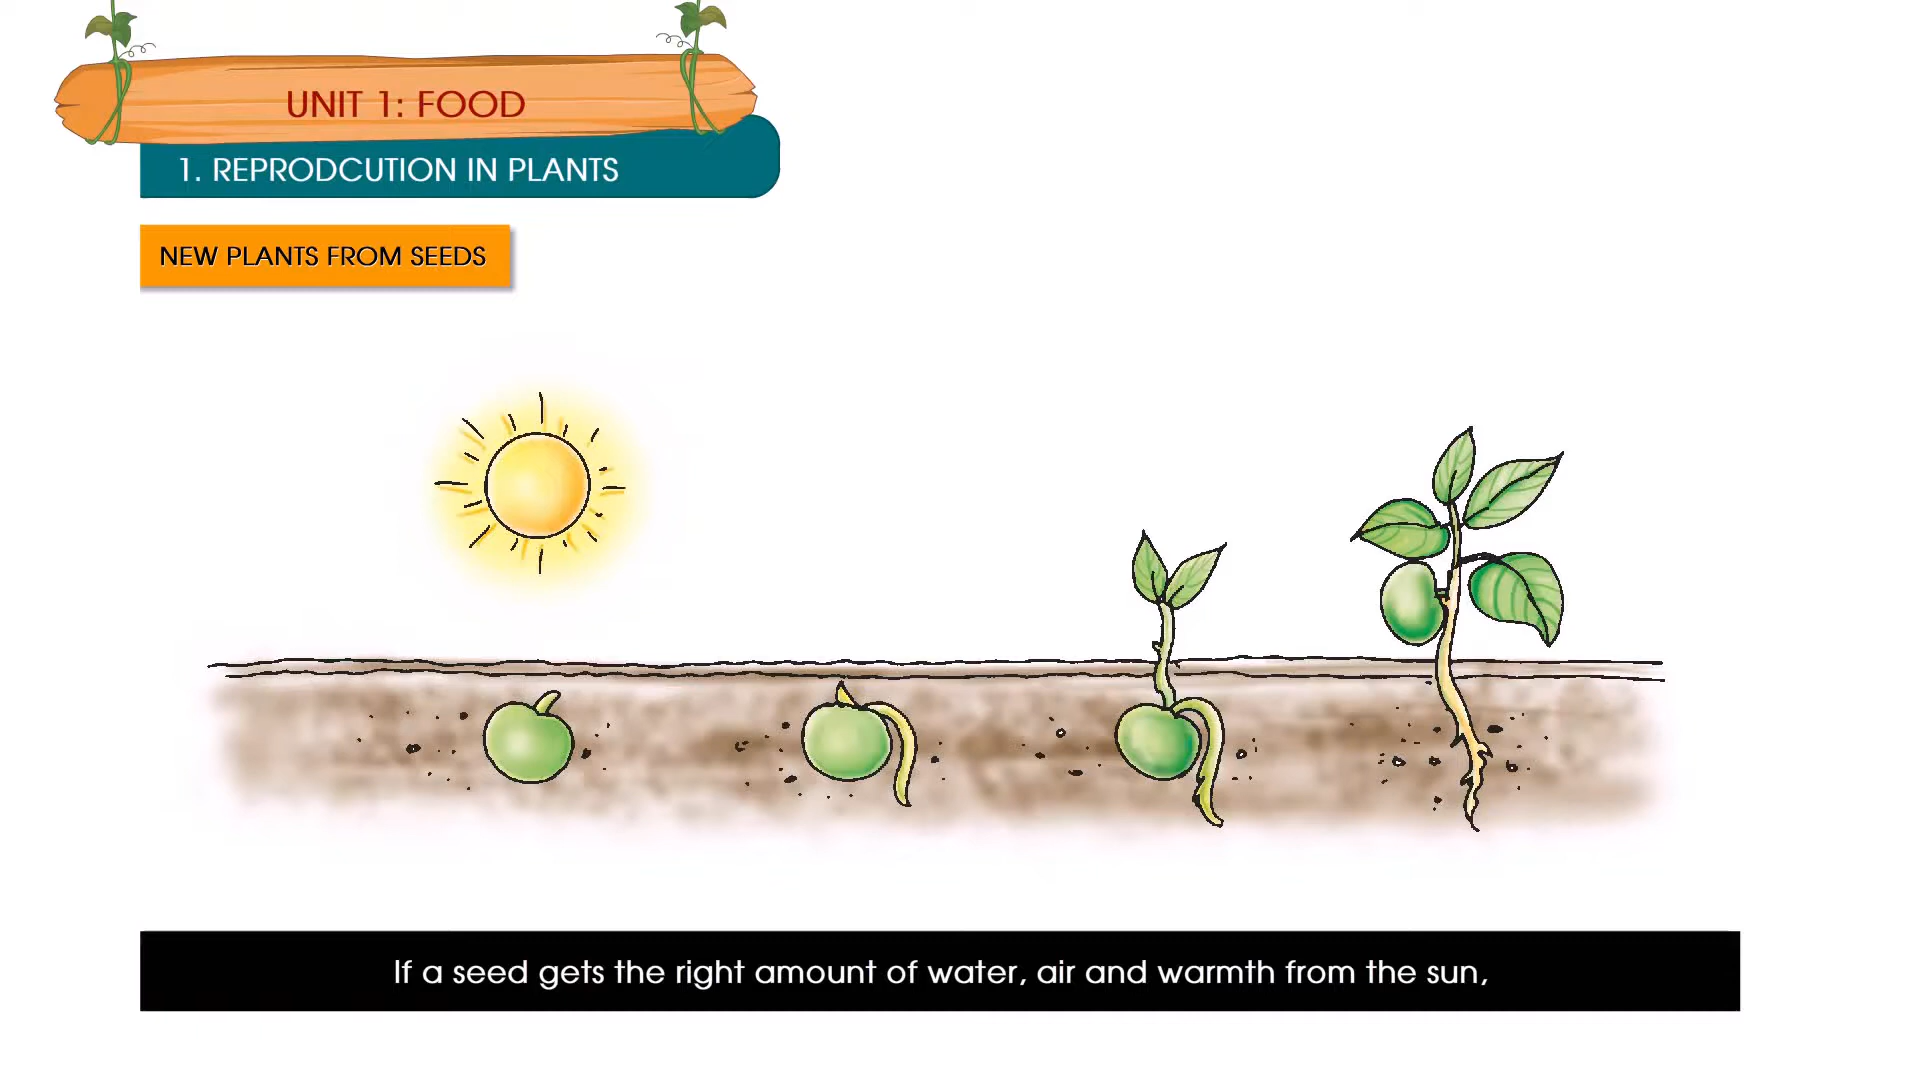 UNIT 1: FOOD
1. REPRODCUTION IN PLANTS
NEW PLANTS FROM SEEDS
If a seed gets the right amount of water, air and warmth from the sun,